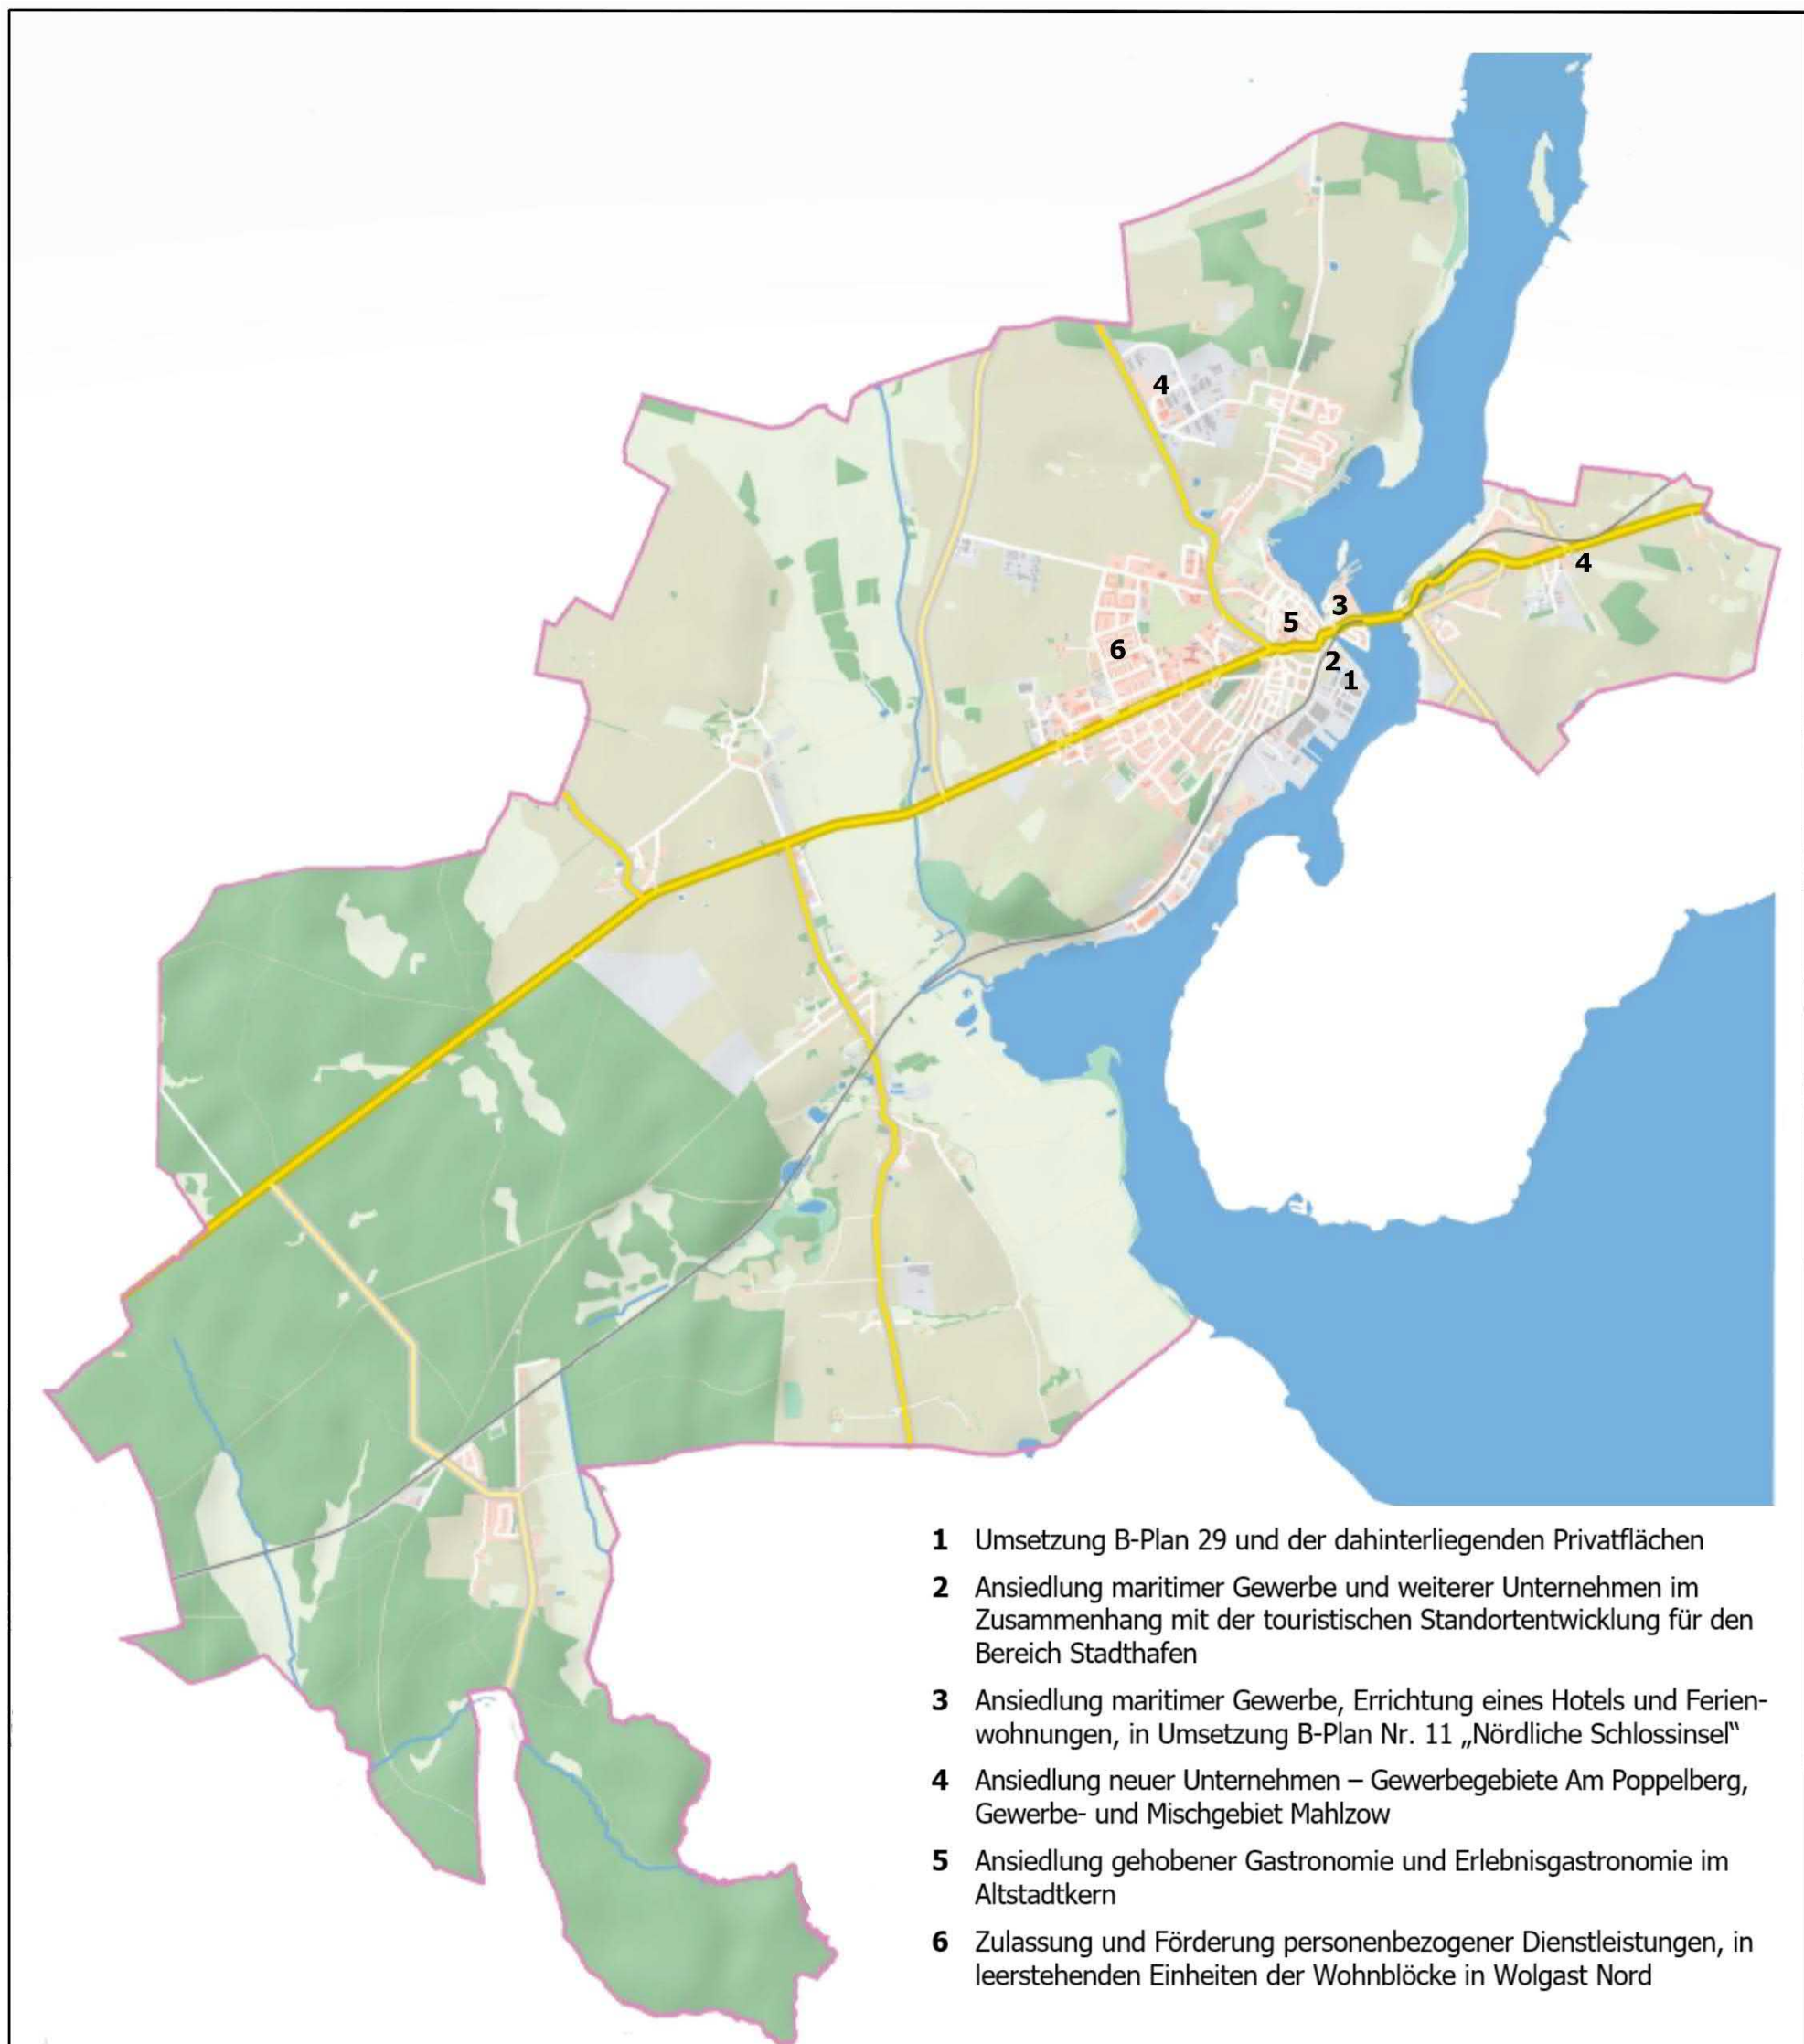 4
4
3
5
6
2
1
1 Umsetzung B-Plan 29 und der dahinterliegenden Privatflächen
2 Ansiedlung maritimer Gewerbe und weiterer Unternehmen im
Zusammenhang mit der touristischen Standortentwicklung für den
Bereich Stadthafen
3 Ansiedlung maritimer Gewerbe, Errichtung eines Hotels und Ferien-
wohnungen, in Umsetzung B-Plan Nr. 11 „Nördliche Schlossinsel“
4 Ansiedlung neuer Unternehmen – Gewerbegebiete Am Poppelberg,
Gewerbe- und Mischgebiet Mahlzow
5 Ansiedlung gehobener Gastronomie und Erlebnisgastronomie im
Altstadtkern
6 Zulassung und Förderung personenbezogener Dienstleistungen, in
leerstehenden Einheiten der Wohnblöcke in Wolgast Nord